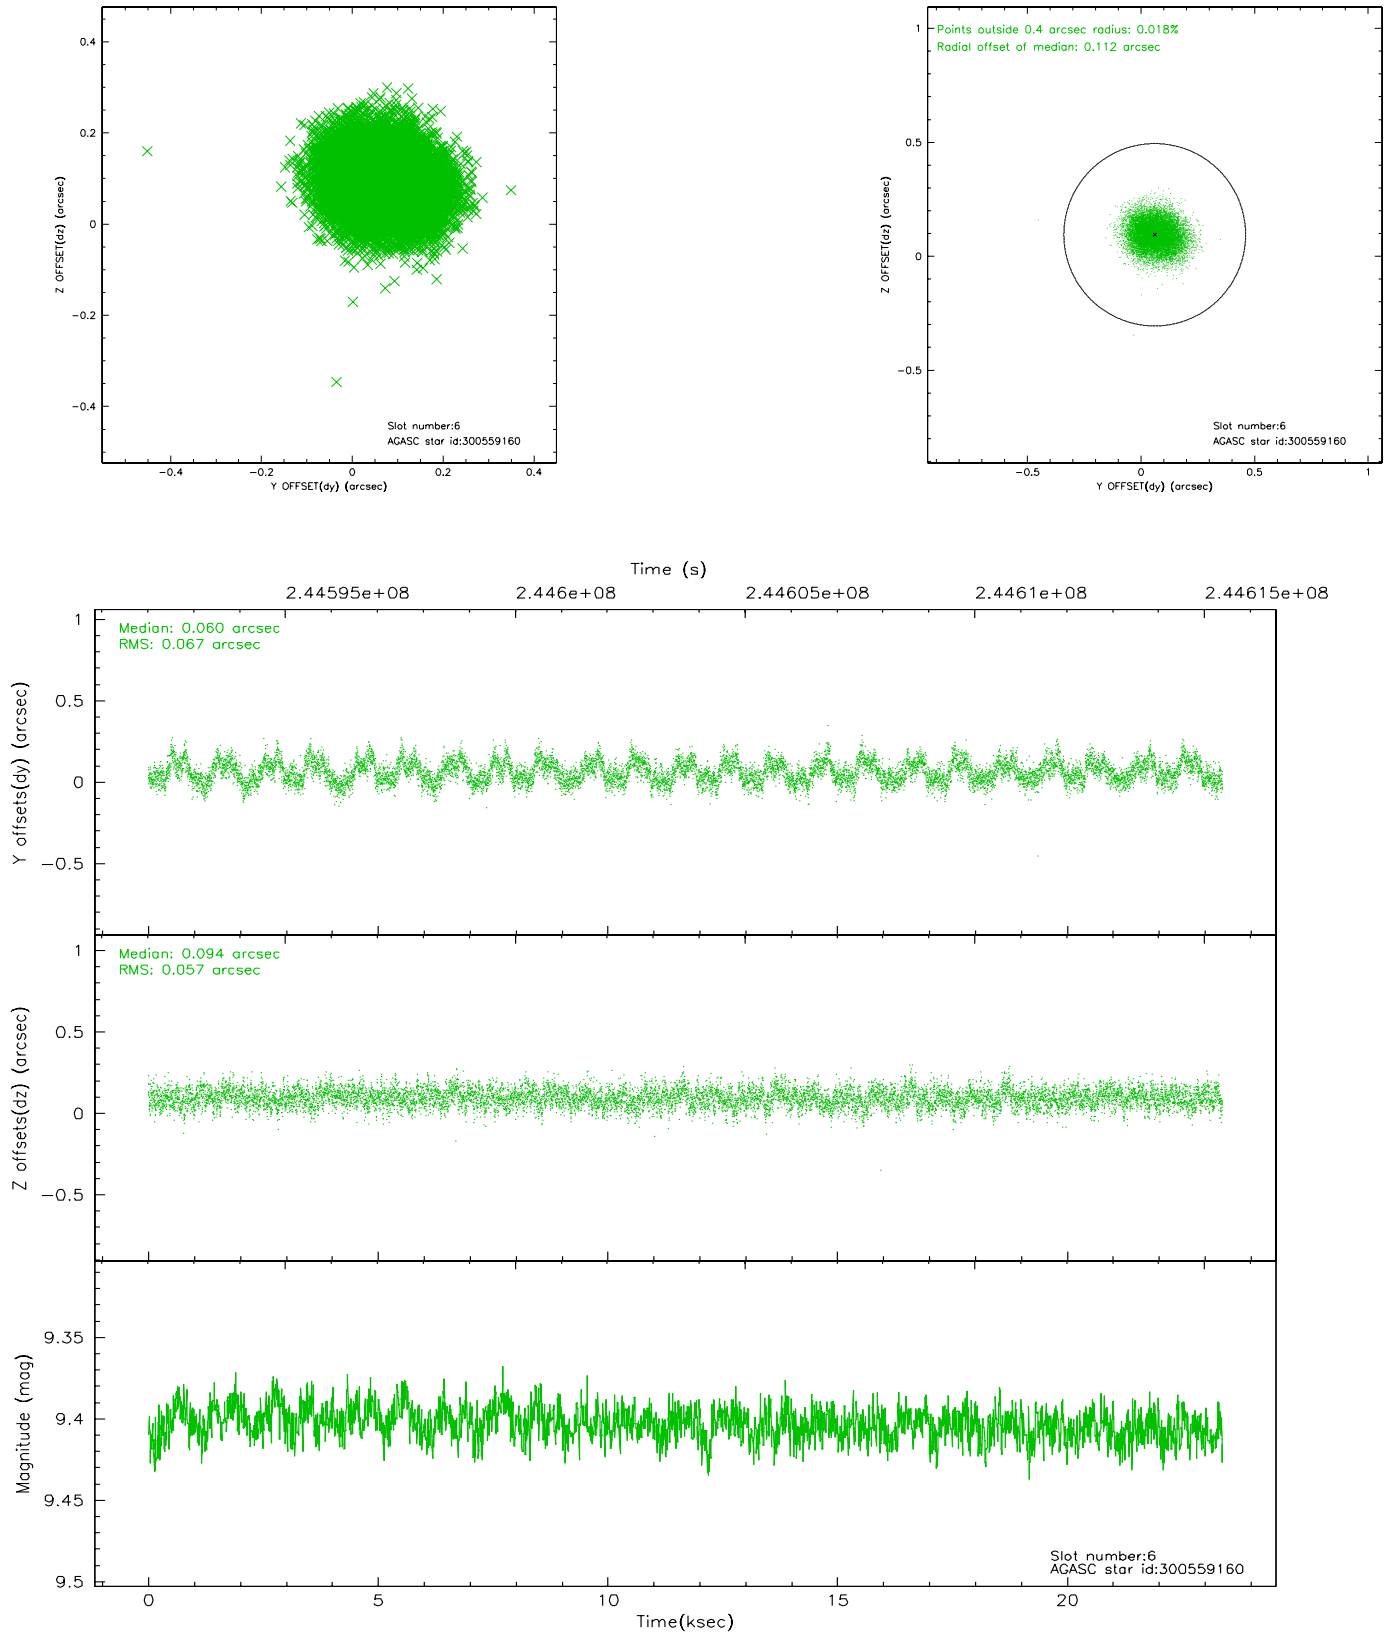 0.4
0.2
0
−0.2
−0.4
Z OFFSET(dz) (arcsec)
Slot number:6
AGASC star id:300559160
−0.4
−0.2
0
0.2
0.4
Y OFFSET(dy) (arcsec)
Points outside 0.4 arcsec radius: 0.018%
Radial offset of median: 0.112 arcsec
1
0.5
0
−0.5
Z OFFSET(dz) (arcsec)
Slot number:6
AGASC star id:300559160
−0.5
0
0.5
1
Y OFFSET(dy) (arcsec)
Time (s)
2.44595e+08
2.446e+08
2.44605e+08
2.4461e+08
2.44615e+08
Median: 0.060 arcsec
RMS: 0.067 arcsec
1
0.5
0
−0.5
Y offsets(dy) (arcsec)
Median: 0.094 arcsec
RMS: 0.057 arcsec
1
0.5
0
−0.5
Z offsets(dz) (arcsec)
9.35
9.4
9.45
9.5
Magnitude (mag)
Slot number:6
AGASC star id:300559160
0
5
10
15
20
Time(ksec)